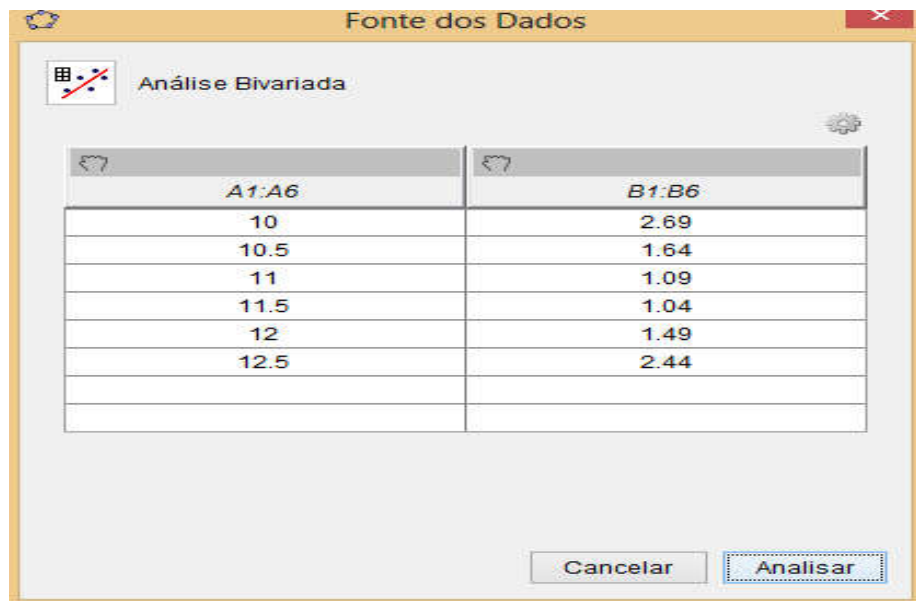 Fonte dos Dados
Análise Bivariada
A1:A6 B1:B6
10 2.69
10.5 1.64
11 1.09
11.5 1.04
12 1.49
12.5 2.44
Cancelar Analisar